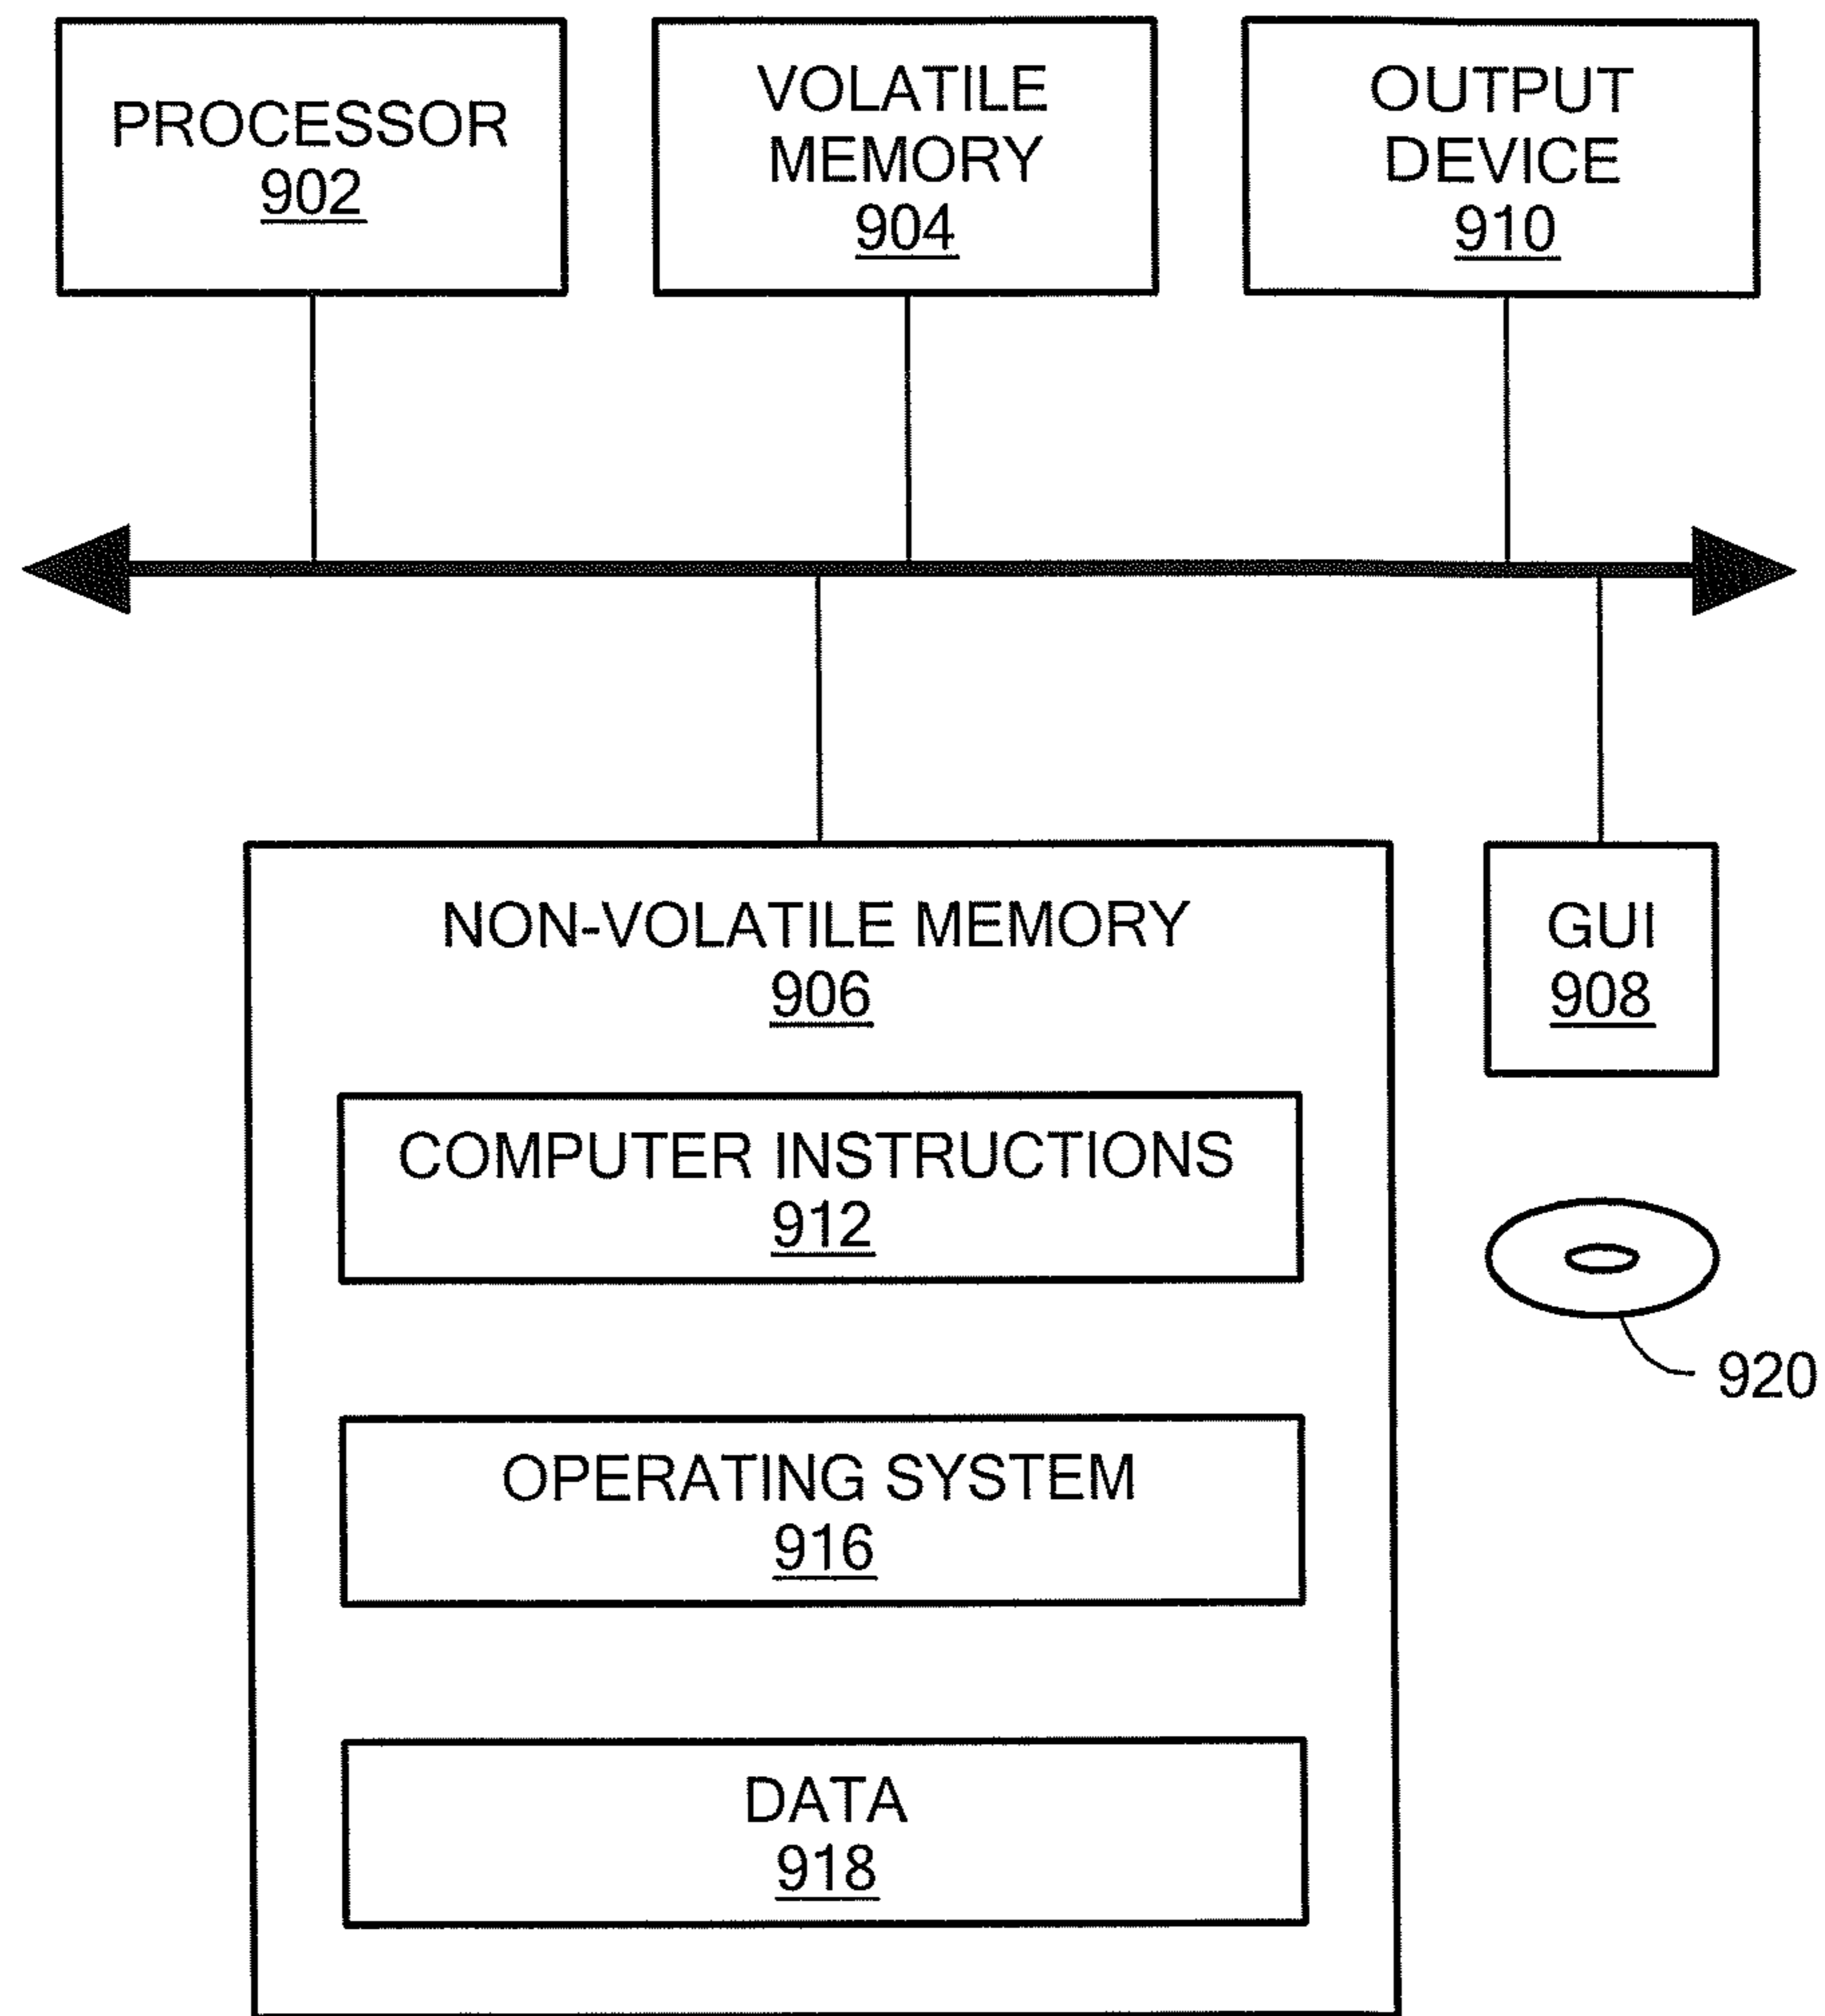 PROCESSOR
902
VOLATILE
MEMORY
904
OUTPUT
DEVICE
910
NON-VOLATILE MEMORY
906
GUI
908
COMPUTER INSTRUCTIONS
912
920
OPERATING SYSTEM
916
DATA
918